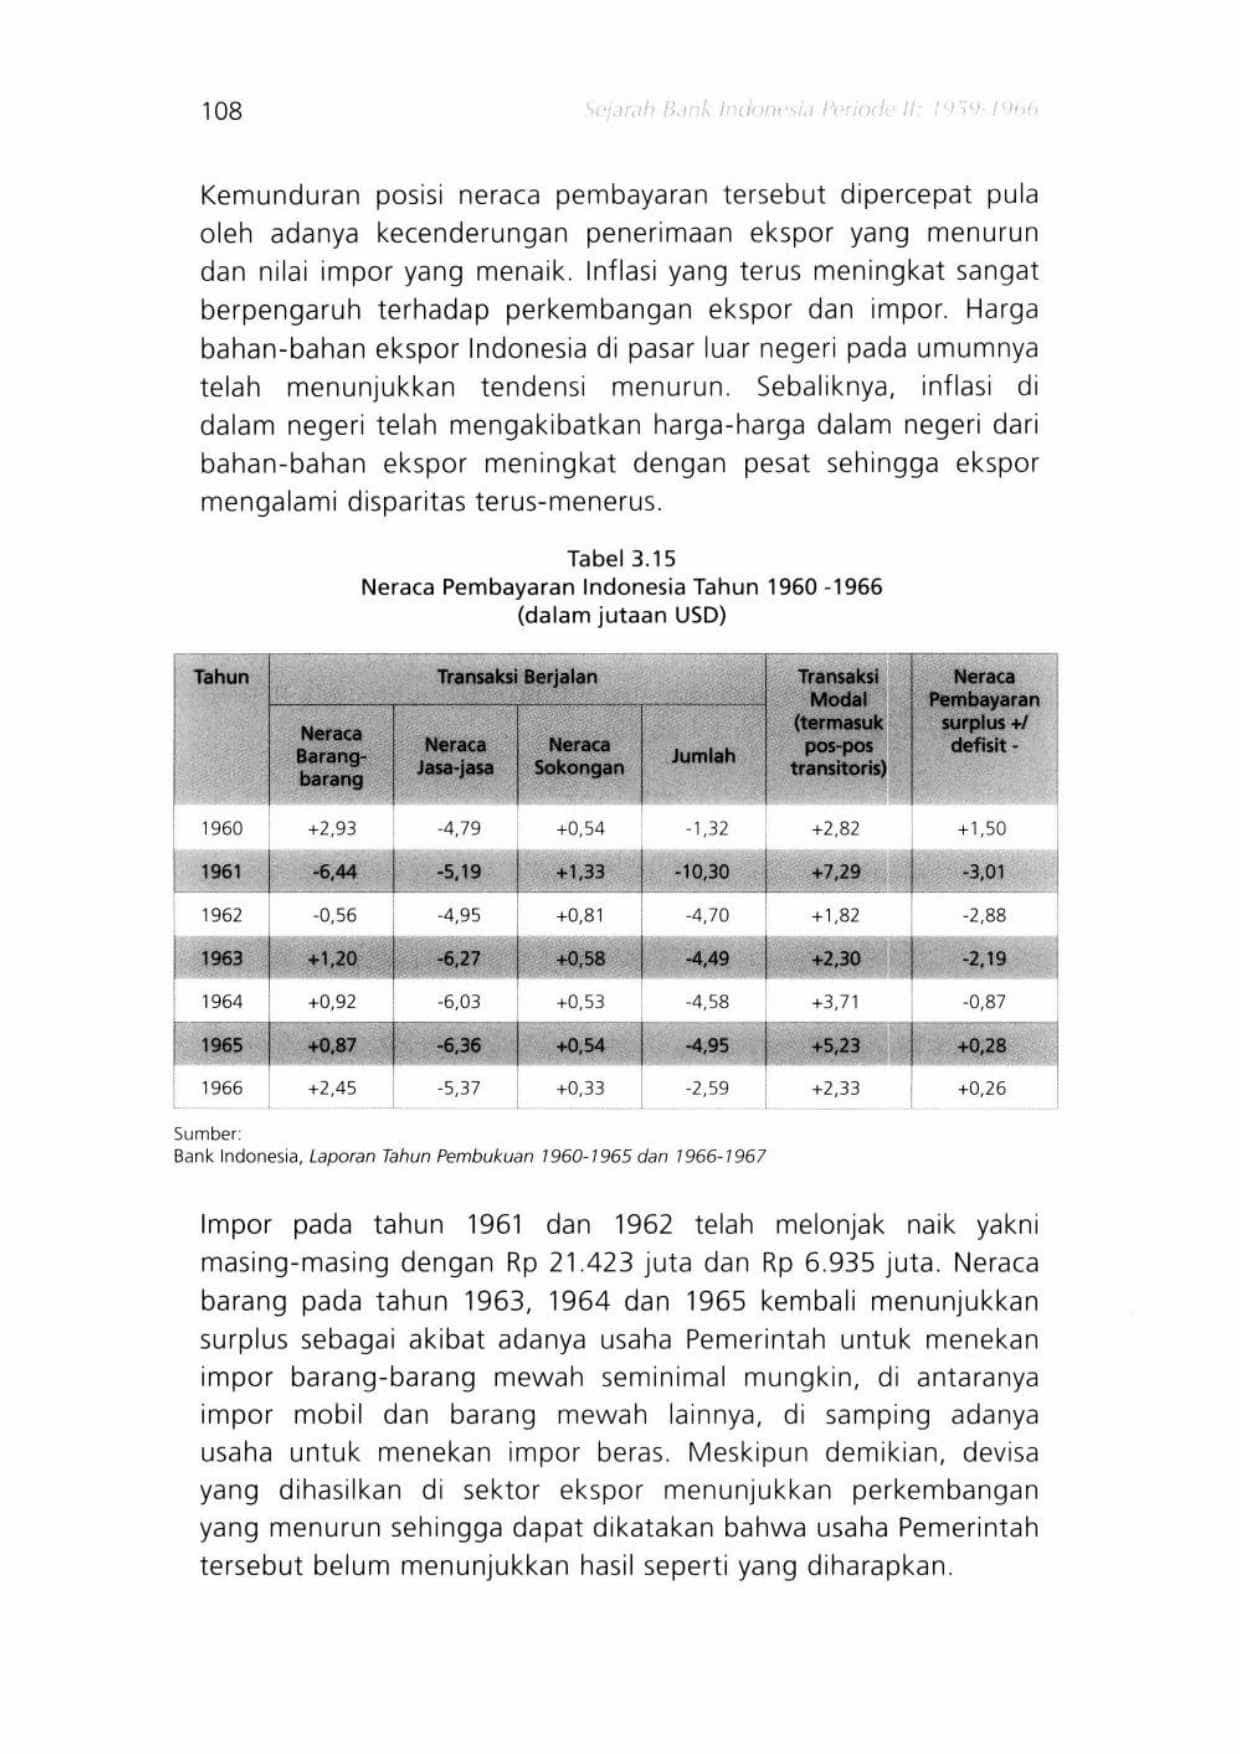 108
Sejarah Bank Indonesia Periode II: 1959-1966
Kemunduran posisi neraca pembayaran tersebut dipercepat pula
oleh adanya kecenderungan penerimaan ekspor yang menurun
dan nilai impor yang menaik. Inflasi yang terus meningkat sangat
berpengaruh terhadap perkembangan ekspor dan impor. Harga
bahan-bahan ekspor Indonesia di pasar luar negeri pada umumnya
telah menunjukkan tendensi menurun. Sebaliknya, inflasi di
dalam negeri telah mengakibatkan harga-harga dalam negeri dari
bahan-bahan ekspor meningkat dengan pesat sehingga ekspor
mengalami disparitas terus-menerus.
Tabel 3.15
Neraca Pembayaran Indonesia Tahun 1960 -1966
(dalam jutaan USD)
Tahun
Transaksi Berjalan
Neraca
Barang-
barang
Neraca
Jasa-jasa
Neraca
Sokongan
Jumlah
Transaksi
Modal
(termasuk
pos-pos
transitoris)
Neraca
Pembayaran
surplus +/
defisit -
1960 +2,93 -4,79 +0,54 -1,32 +2,82 +1,50
1961 -6,44 -5,19 +1,33 -10,30 +7,29 -3,01
1962 -0,56 -4,95 +0,81 -4,70 +1,82 -2,88
1963 +1,20 -6,27 +0,58 -4,49 +2,30 -2,19
1964 +0,92 -6,03 +0,53 -4,58 +3,71 -0,87
1965 +0,87 -6,36 +0,54 -4,95 +5,23 +0,28
1966 +2,45 -5,37 +0,33 -2,59 +2,33 +0,26
Sumber:
Bank Indonesia, Laporan Tahun Pembukuan 1960-1965 dan 1966-1967
Impor pada tahun 1961 dan 1962 telah melonjak naik yakni
masing-masing dengan Rp 21.423 juta dan Rp 6.935 juta. Neraca
barang pada tahun 1963, 1964 dan 1965 kembali menunjukkan
surplus sebagai akibat adanya usaha Pemerintah untuk menekan
impor barang-barang mewah seminimal mungkin, di antaranya
impor mobil dan barang mewah lainnya, di samping adanya
usaha untuk menekan impor beras. Meskipun demikian, devisa
yang dihasilkan di sektor ekspor menunjukkan perkembangan
yang menurun sehingga dapat dikatakan bahwa usaha Pemerintah
tersebut belum menunjukkan hasil seperti yang diharapkan.